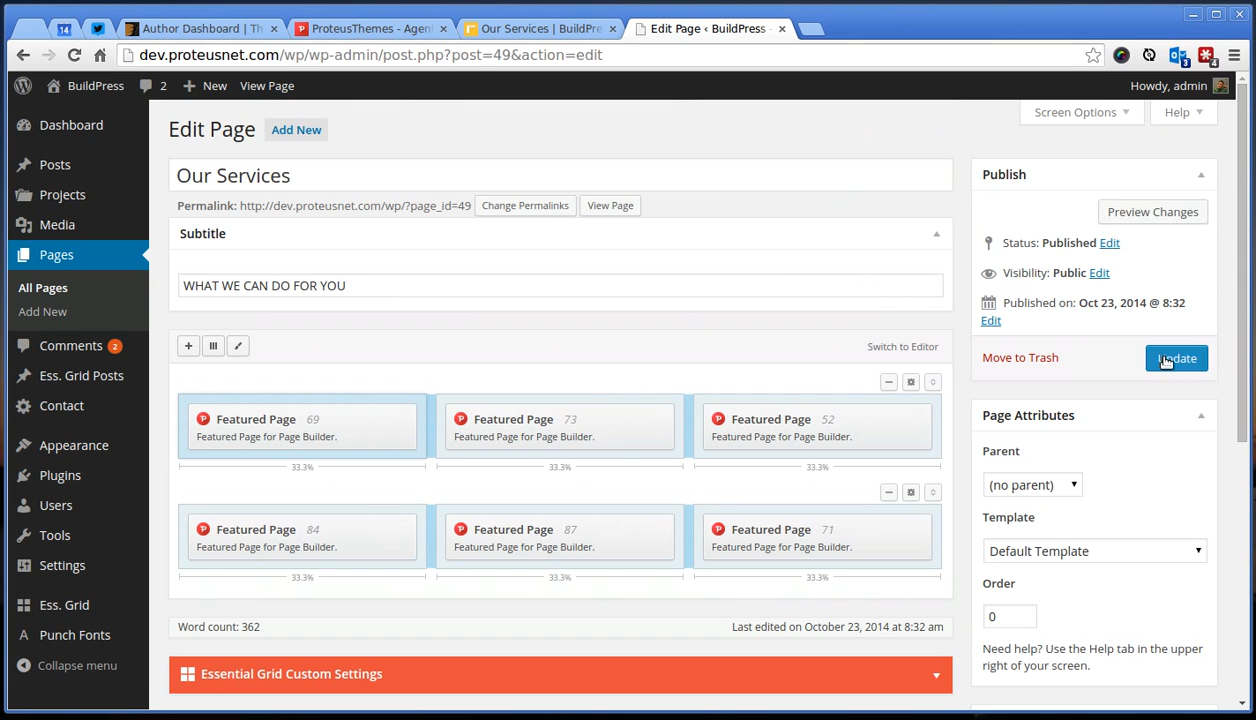 14
Author Dashboard | Th
ProteusThemes - Agen
Our Services | BuildPre
Edit Page ‹ BuildPress -
dev.proteusnet.com/wp/wp-admin/post.php?post=49&action=edit
3
4
BuildPress
2
New
View Page
Howdy, admin
Dashboard
Posts
Projects
Media
Pages
All Pages
Add New
Comments 2
Ess. Grid Posts
Contact
Appearance
Plugins
Users
Tools
Settings
Ess. Grid
Punch Fonts
Collapse menu
Screen Options
Help
Edit Page
Add New
Our Services
Permalink: http://dev.proteusnet.com/wp/?page_id=49
Change Permalinks
View Page
Subtitle
WHAT WE CAN DO FOR YOU
Switch to Editor
Featured Page 69
Featured Page for Page Builder.
Featured Page 73
Featured Page for Page Builder.
Featured Page 52
Featured Page for Page Builder.
33.3%
33.3%
33.3%
Featured Page 84
Featured Page for Page Builder.
Featured Page 87
Featured Page for Page Builder.
Featured Page 71
Featured Page for Page Builder.
33.3%
33.3%
33.3%
Word count: 362
Last edited on October 23, 2014 at 8:32 am
Essential Grid Custom Settings
Publish
Preview Changes
Status: Published Edit
Visibility: Public Edit
Published on: Oct 23, 2014 @ 8:32
Edit
Move to Trash
Update
Page Attributes
Parent
(no parent)
Template
Default Template
Order
0
Need help? Use the Help tab in the upper
right of your screen.